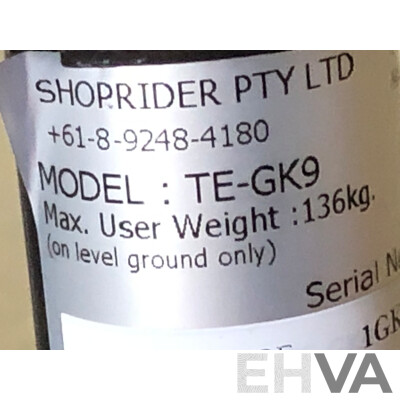 SHOPRIDER PTY LTD
+61-8-9248-4180
MODEL : TE-GK9
Max. User Weight :136kg.
(on level ground only)
Serial
1GK
EHVA